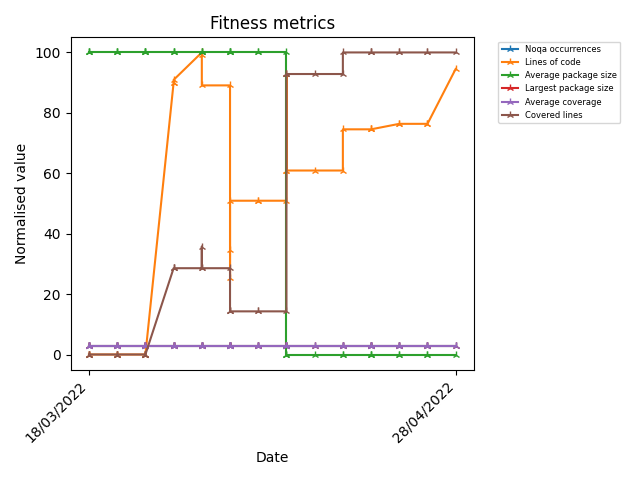 Fitness metrics
Normalised value
100
80
60
40
20
0
18/03/2022
28/04/2022
Date
Noqa occurrences
Lines of code
Average package size
Largest package size
Average coverage
Covered lines